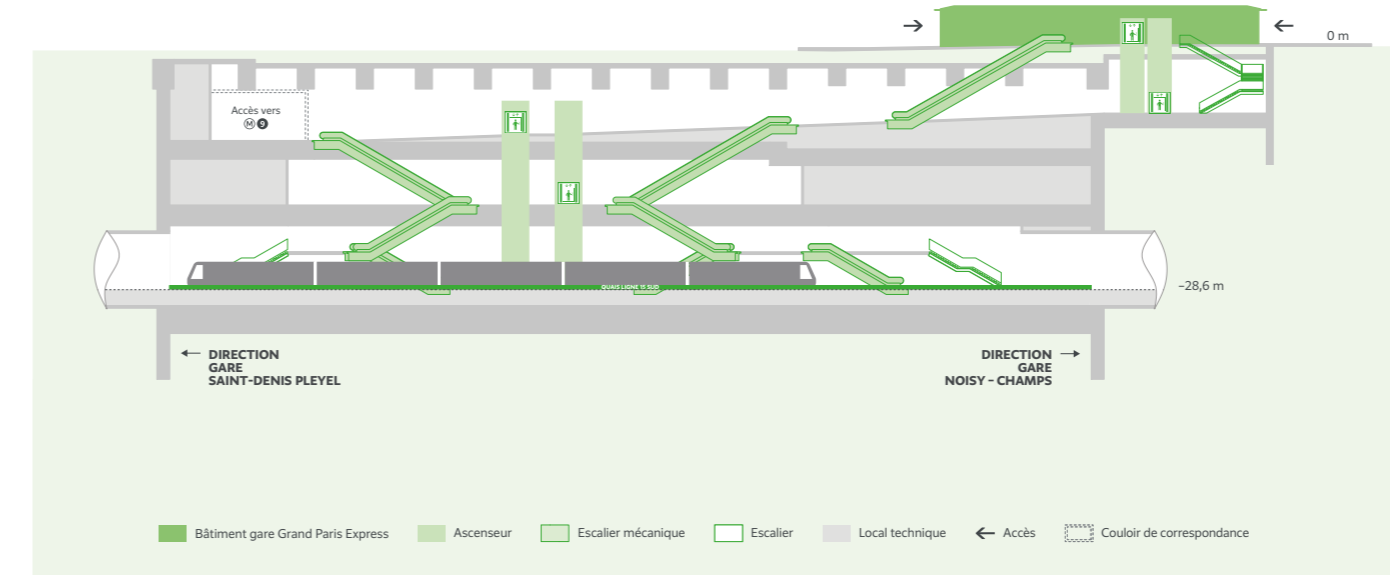 0 m
Accès vers
M 9
QUAIS LIGNE 15 SUD
–28,6 m
← DIRECTION
GARE
SAINT-DENIS PLEYEL
DIRECTION →
GARE
NOISY – CHAMPS
Bâtiment gare Grand Paris Express
Ascenseur
Escalier mécanique
Escalier
Local technique
← Accès
Couloir de correspondance